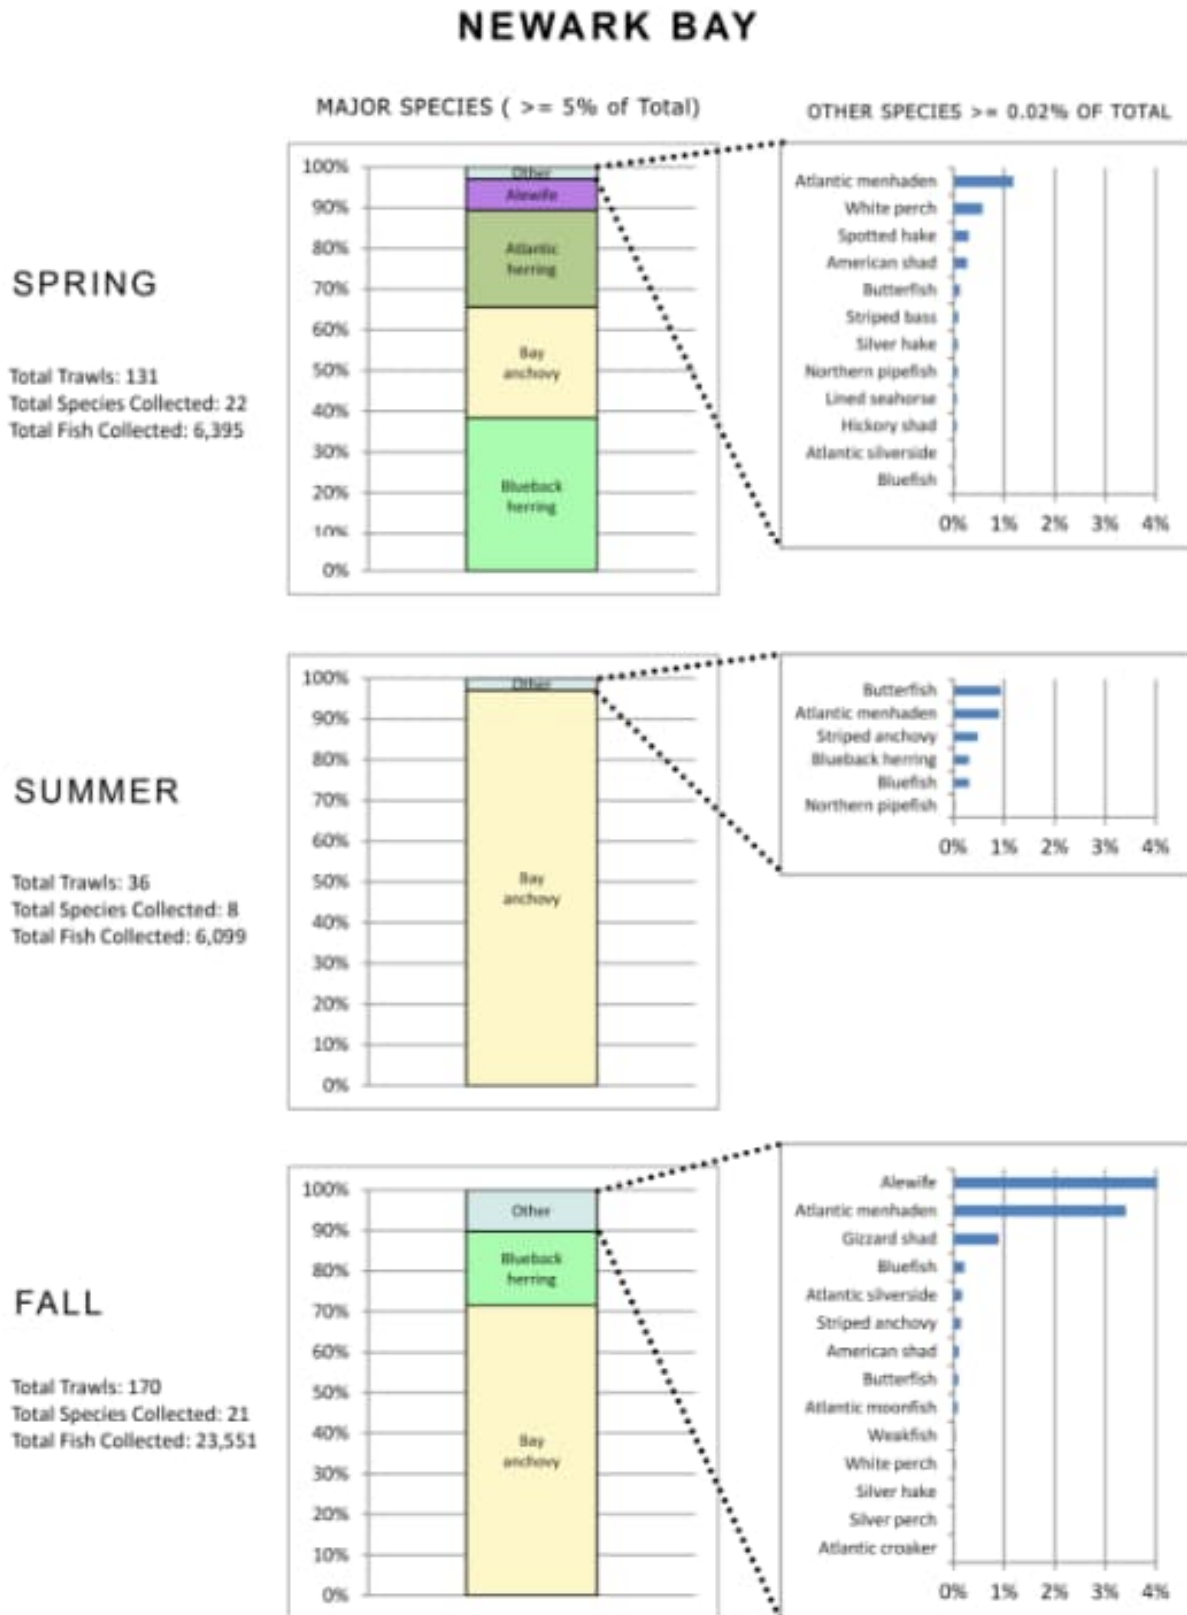 NEWARK BAY
MAJOR SPECIES ( >= 5% of Total)
OTHER SPECIES >= 0.02% OF TOTAL
SPRING
Total Trawls: 131
Total Species Collected: 22
Total Fish Collected: 6,395
100%
90%
80%
70%
60%
50%
40%
30%
20%
10%
0%
Other
Alewife
Atlantic
herring
Bay
anchovy
Blueback
herring
Atlantic menhaden
White perch
Spotted hake
American shad
Butterfish
Striped bass
Silver hake
Northern pipefish
Lined seahorse
Hickory shad
Atlantic silverside
Bluefish
0% 1% 2% 3% 4%
SUMMER
Total Trawls: 36
Total Species Collected: 8
Total Fish Collected: 6,099
100%
90%
80%
70%
60%
50%
40%
30%
20%
10%
0%
Other
Bay
anchovy
Butterfish
Atlantic menhaden
Striped anchovy
Blueback herring
Bluefish
Northern pipefish
0% 1% 2% 3% 4%
FALL
Total Trawls: 170
Total Species Collected: 21
Total Fish Collected: 23,551
100%
90%
80%
70%
60%
50%
40%
30%
20%
10%
0%
Other
Blueback
herring
Bay
anchovy
Alewife
Atlantic menhaden
Gizzard shad
Bluefish
Atlantic silverside
Striped anchovy
American shad
Butterfish
Atlantic moonfish
Weakfish
White perch
Silver hake
Silver perch
Atlantic croaker
0% 1% 2% 3% 4%